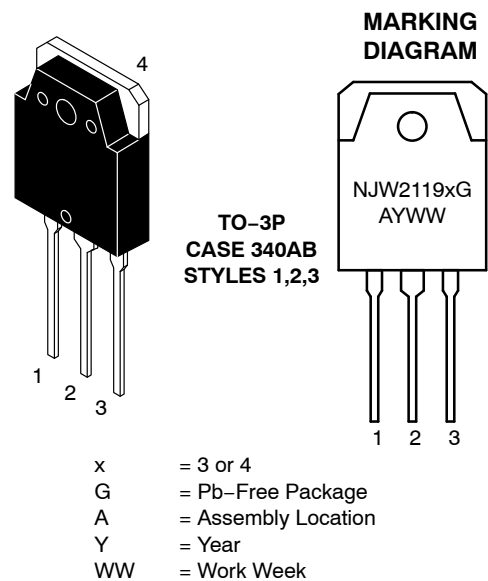 MARKING
DIAGRAM
4
NJW2119xG
AYWW
TO−3P
CASE 340AB
STYLES 1,2,3
1
2
3
1 2 3
x = 3 or 4
G = Pb−Free Package
A = Assembly Location
Y = Year
WW = Work Week